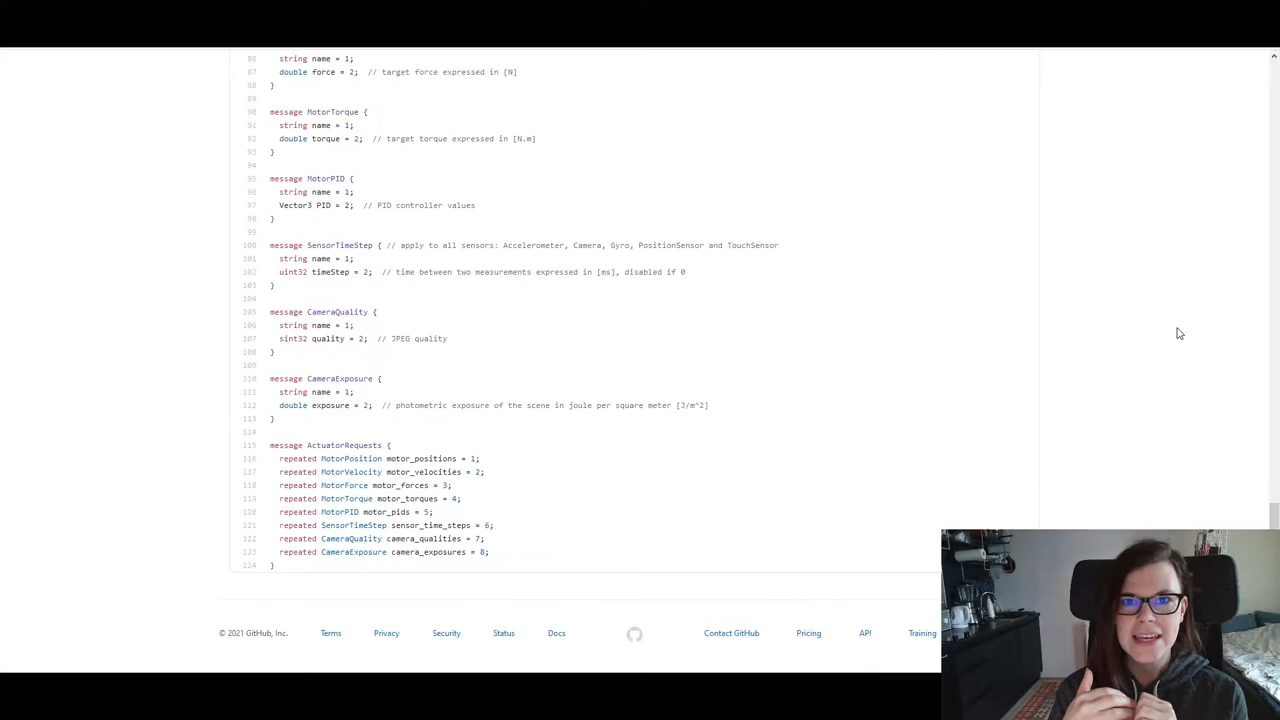 86 string name = 1;
87 double force = 2; // target force expressed in [N]
88 }
89
90 message MotorTorque {
91 string name = 1;
92 double torque = 2; // target torque expressed in [N.m]
93 }
94
95 message MotorPID {
96 string name = 1;
97 Vector3 PID = 2; // PID controller values
98 }
99
100 message SensorTimeStep { // apply to all sensors: Accelerometer, Camera, Gyro, PositionSensor and TouchSensor
101 string name = 1;
102 uint32 timeStep = 2; // time between two measurements expressed in [ms], disabled if 0
103 }
104
105 message CameraQuality {
106 string name = 1;
107 sint32 quality = 2; // JPEG quality
108 }
109
110 message CameraExposure {
111 string name = 1;
112 double exposure = 2; // photometric exposure of the scene in joule per square meter [J/m^2]
113 }
114
115 message ActuatorRequests {
116 repeated MotorPosition motor_positions = 1;
117 repeated MotorVelocity motor_velocities = 2;
118 repeated MotorForce motor_forces = 3;
119 repeated MotorTorque motor_torques = 4;
120 repeated MotorPID motor_pids = 5;
121 repeated SensorTimeStep sensor_time_steps = 6;
122 repeated CameraQuality camera_qualities = 7;
123 repeated CameraExposure camera_exposures = 8;
124 }
© 2021 GitHub, Inc. Terms Privacy Security Status Docs Contact GitHub Pricing API Training